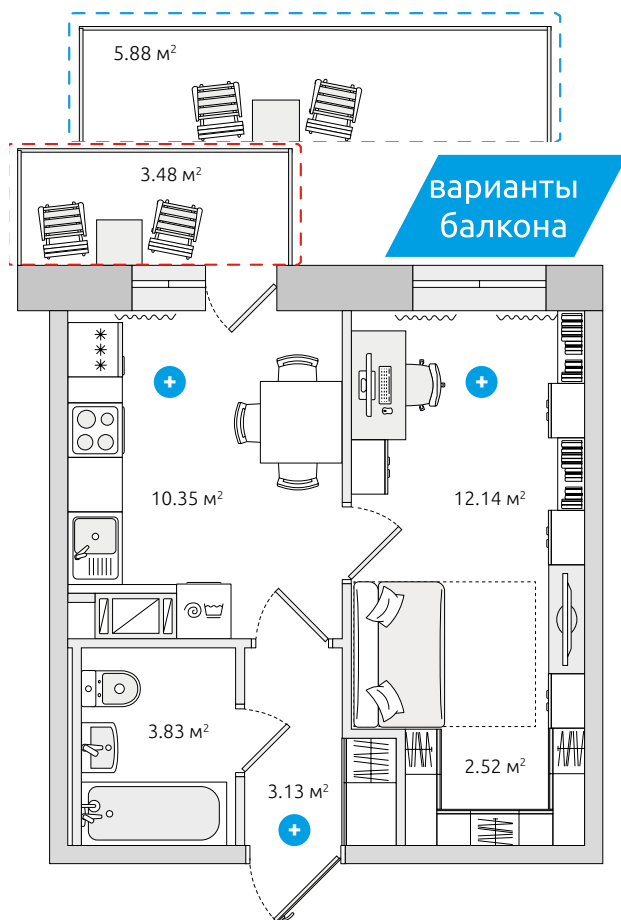 5.88 м²
3.48 м²
варианты
балкона
10.35 м²
12.14 м²
3.83 м²
2.52 м²
3.13 м²